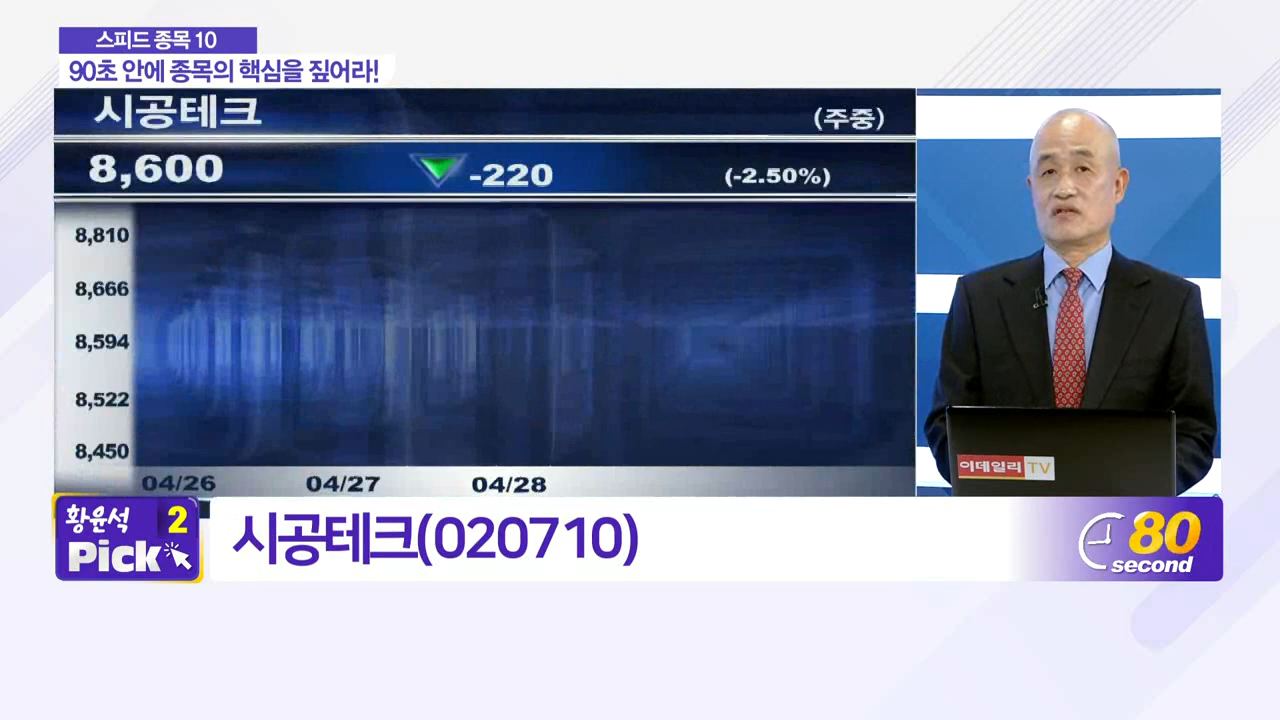 스피드 종목 10
90초 안에 종목의 핵심을 짚어라!
시공테크
(주중)
8,600
-220
(-2.50%)
8,810
8,666
8,594
8,522
8,450
04/26
04/27
04/28
이데일리 TV
황윤석 2
Pick
시공테크(020710)
80
second